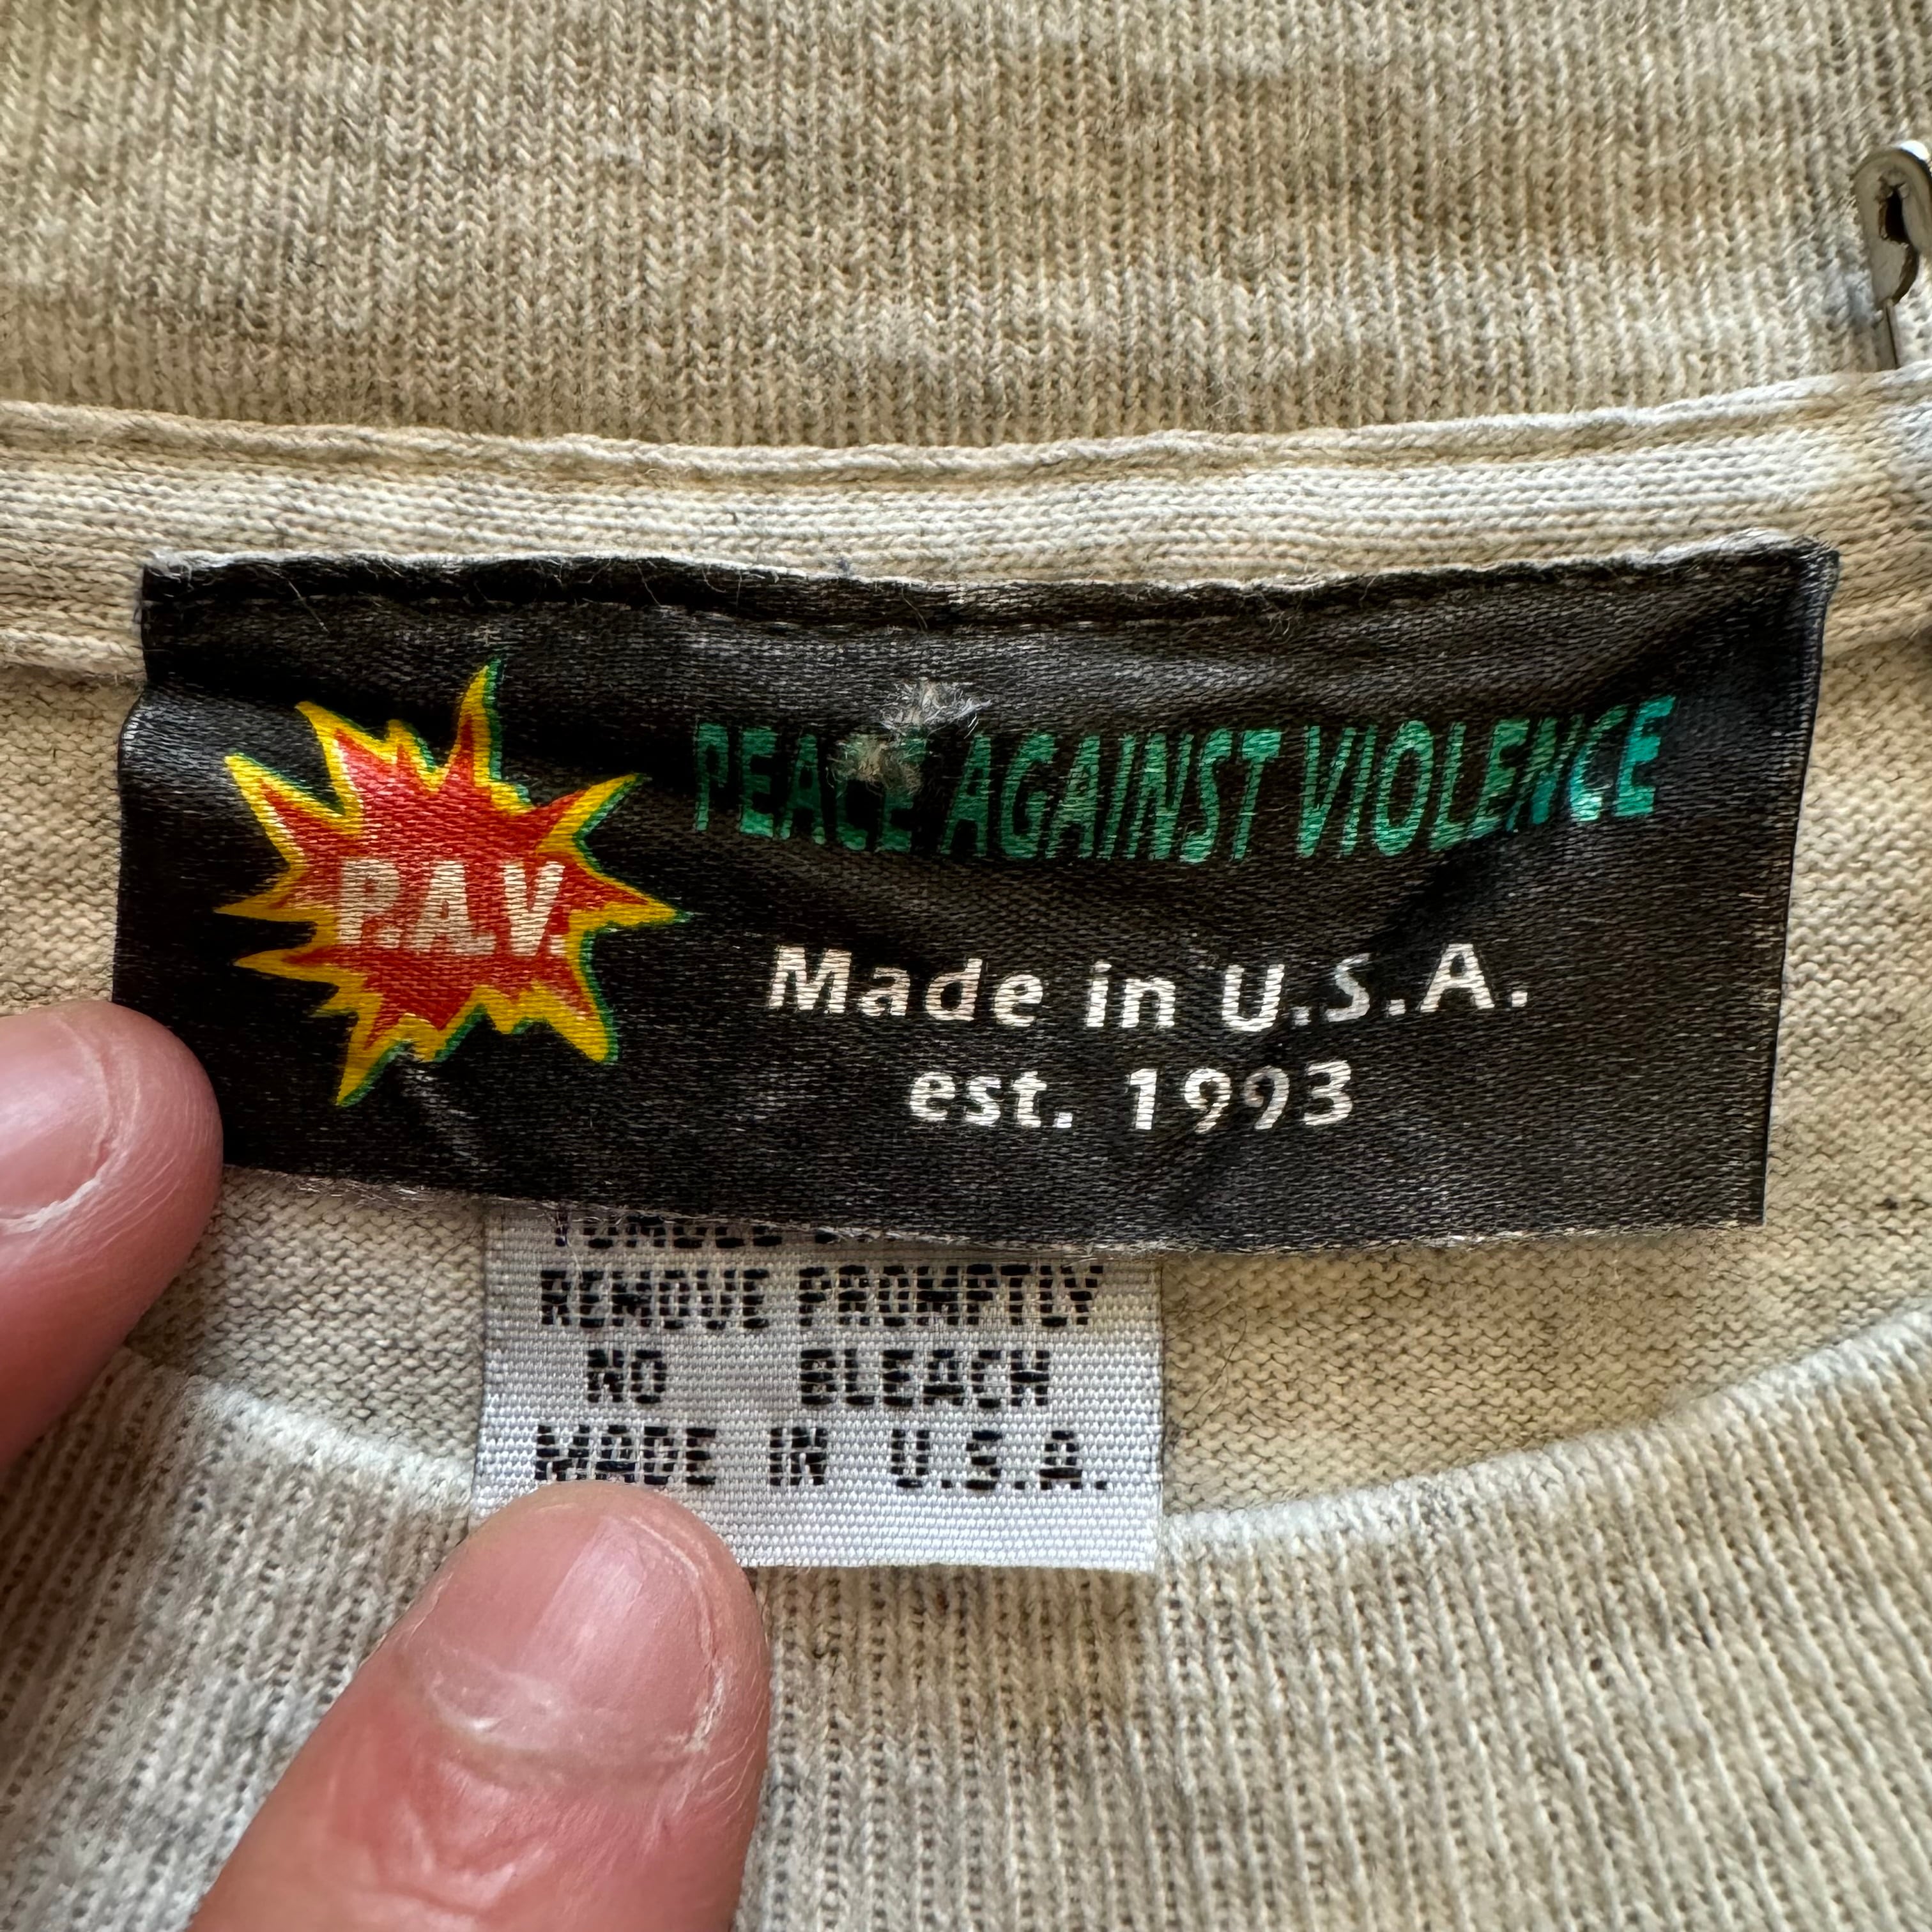 P.A.V.
PEACE AGAINST VIOLENCE
Made in U.S.A.
est. 1993
REMOVE PROMPTLY
NO BLEACH
MADE IN U.S.A.